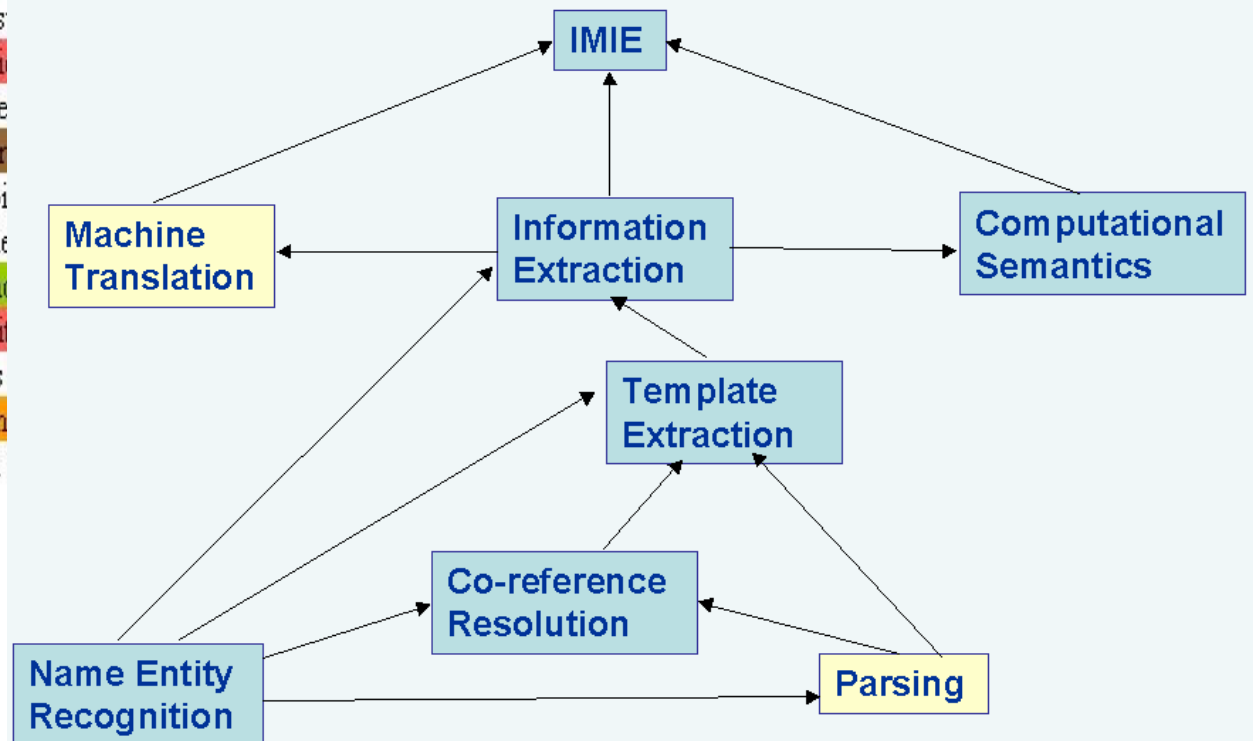 IMIE
Machine
Translation
Information
Extraction
Computational
Semantics
Template
Extraction
Co-reference
Resolution
Name Entity
Recognition
Parsing